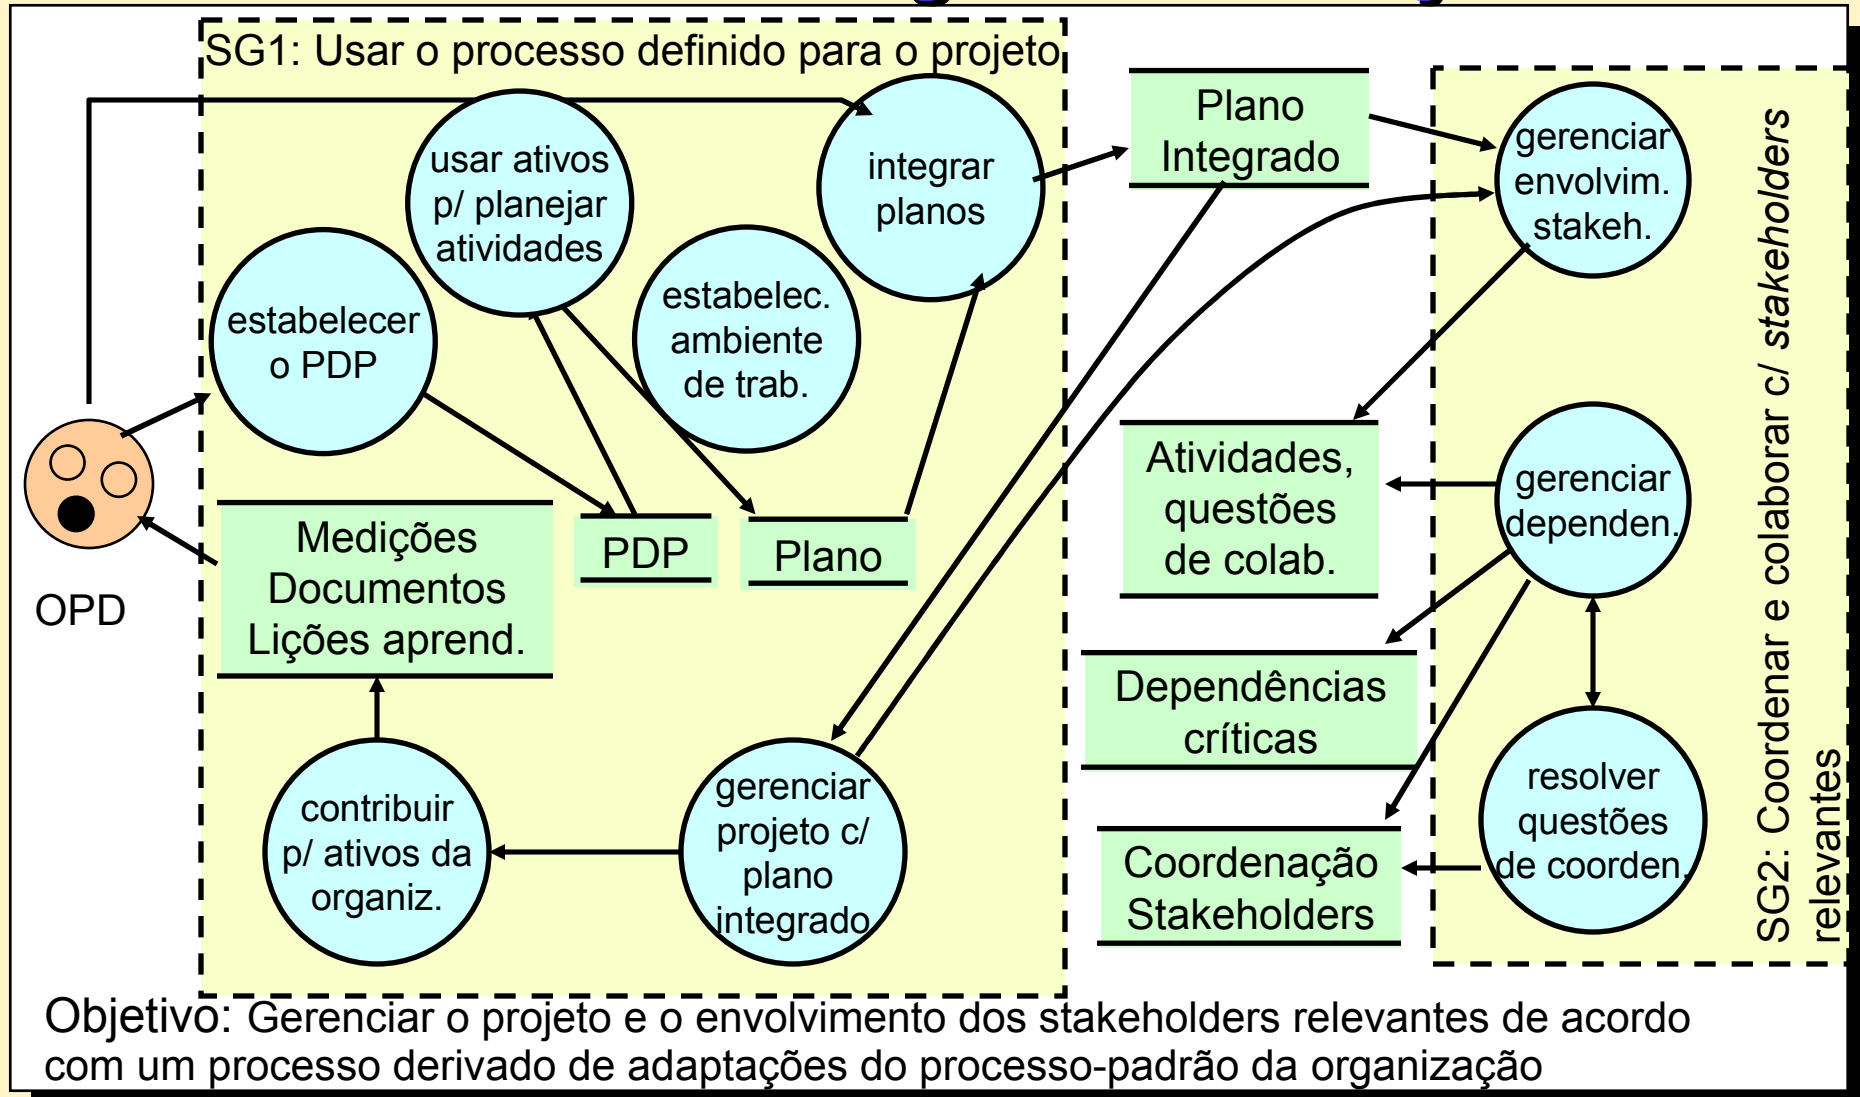 SG1: Usar o processo definido para o projeto
usar ativos
p/ planejar
atividades
integrar
planos
estabelecer
o PDP
estabelec.
ambiente
de trab.
OPD
Medições
Documentos
Lições aprend.
PDP
Plano
contribuir
p/ ativos da
organiz.
gerenciar
projeto c/
plano
integrado
Plano
Integrado
gerenciar
envolvim.
stakeh.
Atividades,
questões
de colab.
gerenciar
dependen.
Dependências
críticas
Coordenação
Stakeholders
resolver
questões
de coorden.
SG2: Coordenar e colaborar c/ stakeholders
relevantes
Objetivo: Gerenciar o projeto e o envolvimento dos stakeholders relevantes de acordo
com um processo derivado de adaptações do processo-padrão da organização